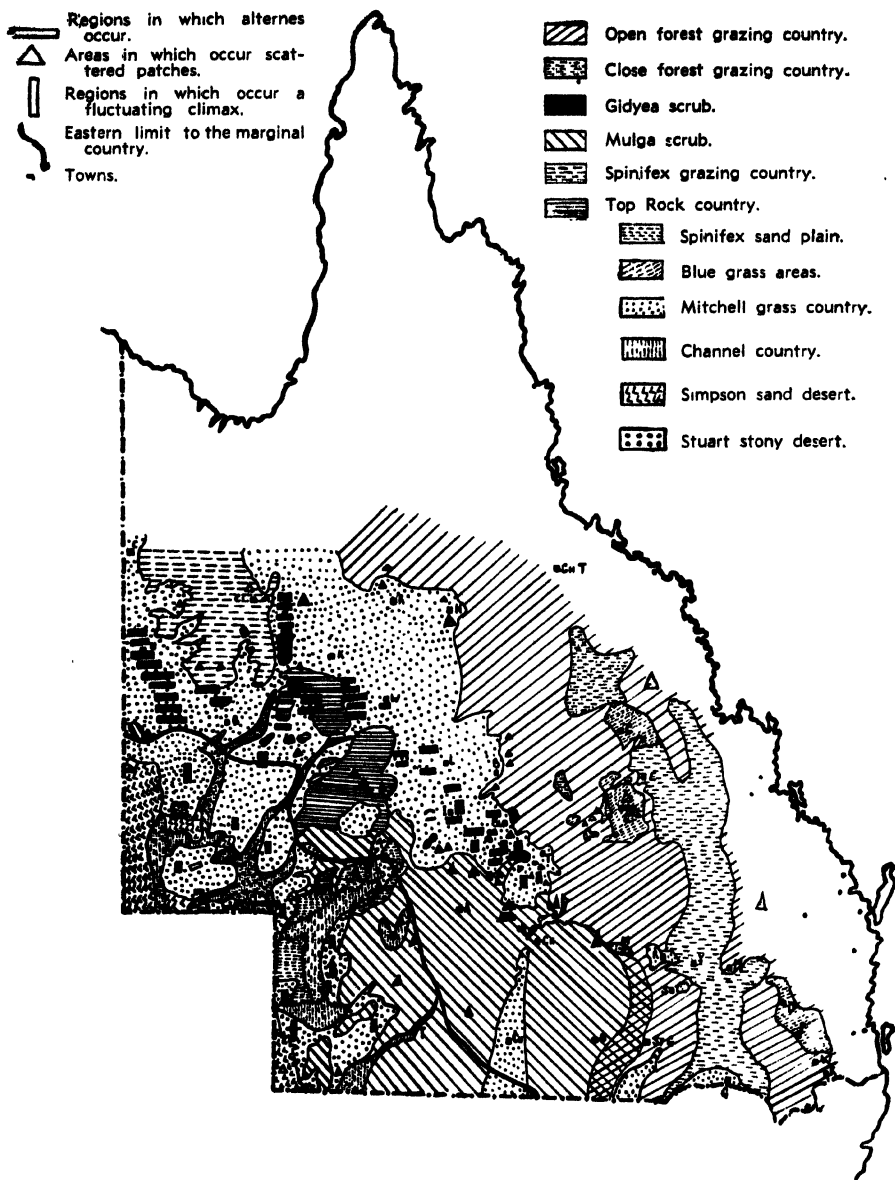 Regions in which alternes
occur.
Areas in which occur scat-
tered patches.
Regions in which occur a
fluctuating climax.
Eastern limit to the marginal
country.
Towns.
Open forest grazing country.
Close forest grazing country.
Gidyea scrub.
Mulga scrub.
Spinifex grazing country.
Top Rock country.
Spinifex sand plain.
Blue grass areas.
Mitchell grass country.
Channel country.
Simpson sand desert.
Stuart stony desert.